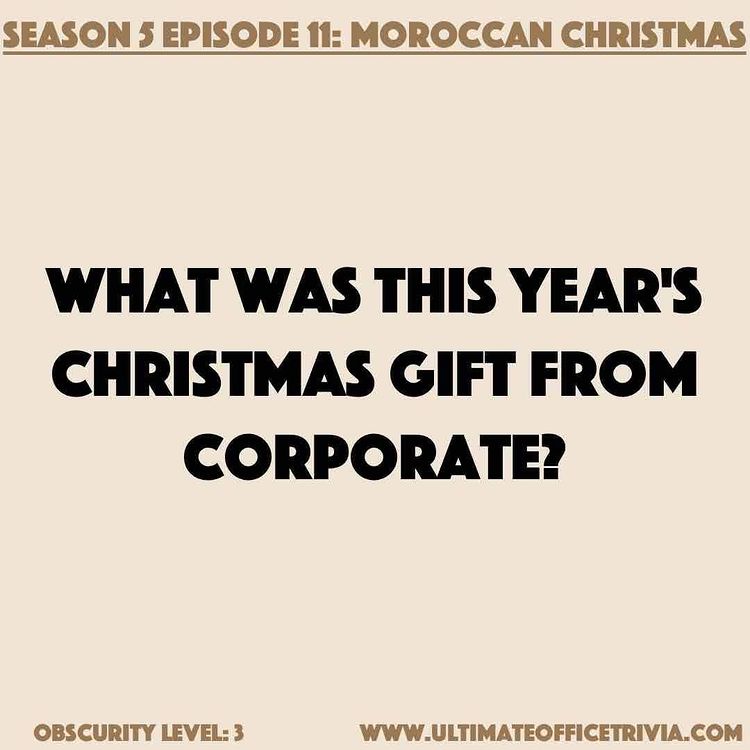 SEASON 5 EPISODE 11: MOROCCAN CHRISTMAS
WHAT WAS THIS YEAR'S
CHRISTMAS GIFT FROM
CORPORATE?
OBSCURITY LEVEL: 3
WWW.ULTIMATEOFFICETRIVIA.COM